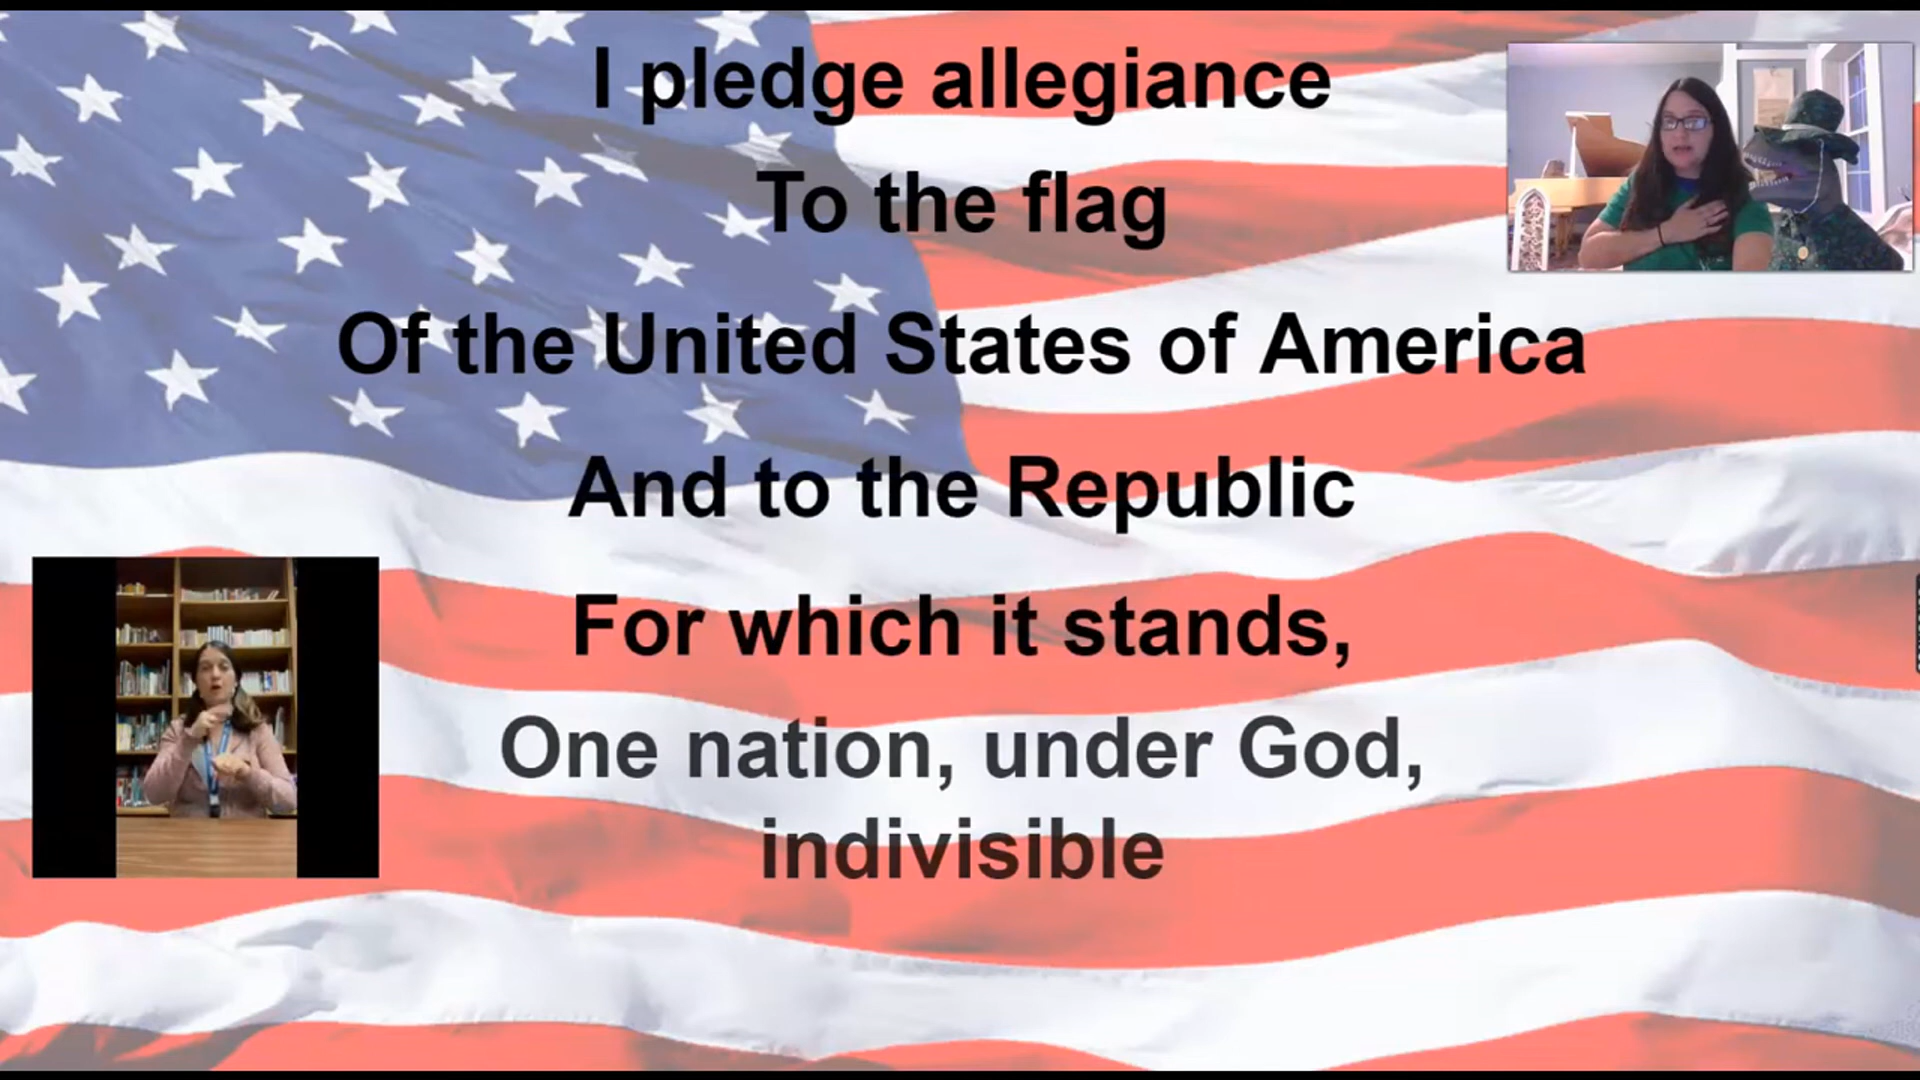 I pledge allegiance
To the flag
Of the United States of America
And to the Republic
For which it stands,
One nation, under God,
indivisible